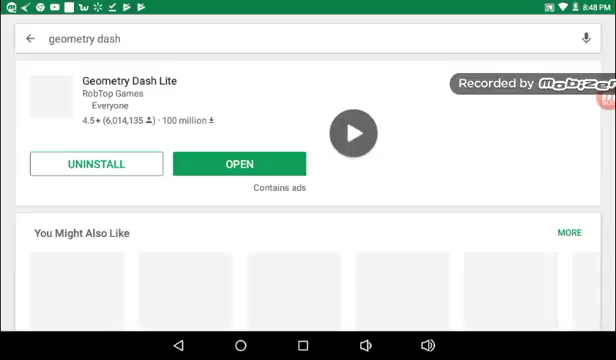 8:48 PM
geometry dash
Geometry Dash Lite
RobTop Games
Everyone
4.5★ (6,014,135) · 100 million
Recorded by mobizen
UNINSTALL
OPEN
Contains ads
You Might Also Like
MORE